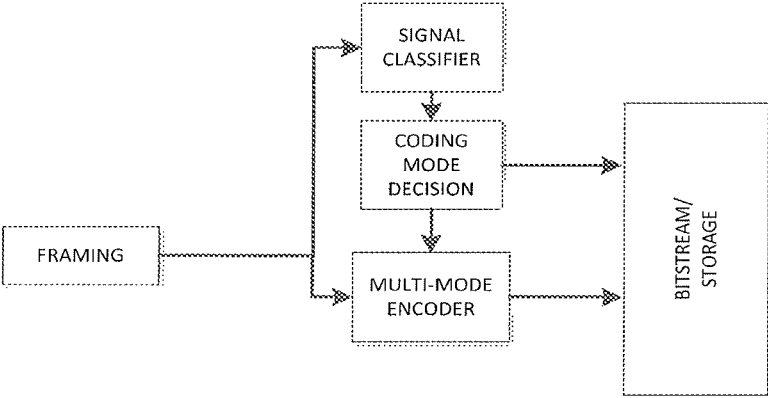 SIGNAL
CLASSIFIER
CODING
MODE
DECISION
FRAMING
MULTI-MODE
ENCODER
BITSTREAM/
STORAGE